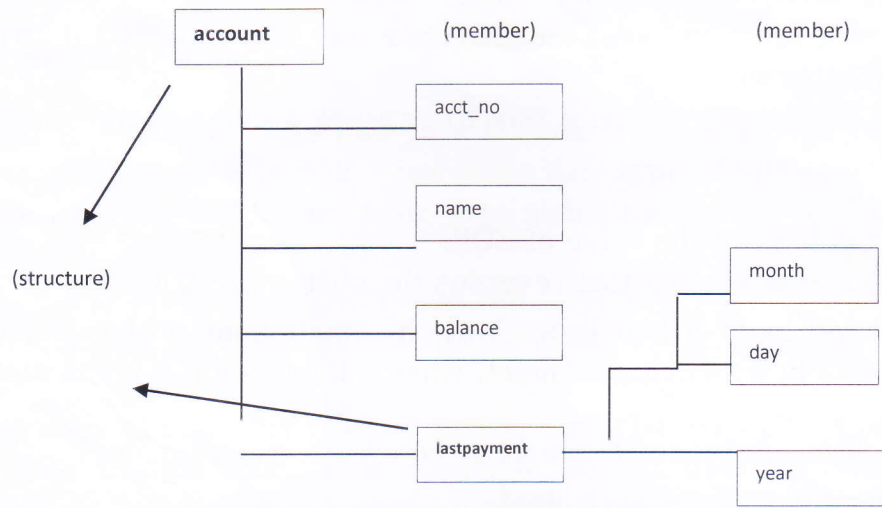 account
(member)
(member)
acct_no
name
(structure)
month
balance
day
lastpayment
year